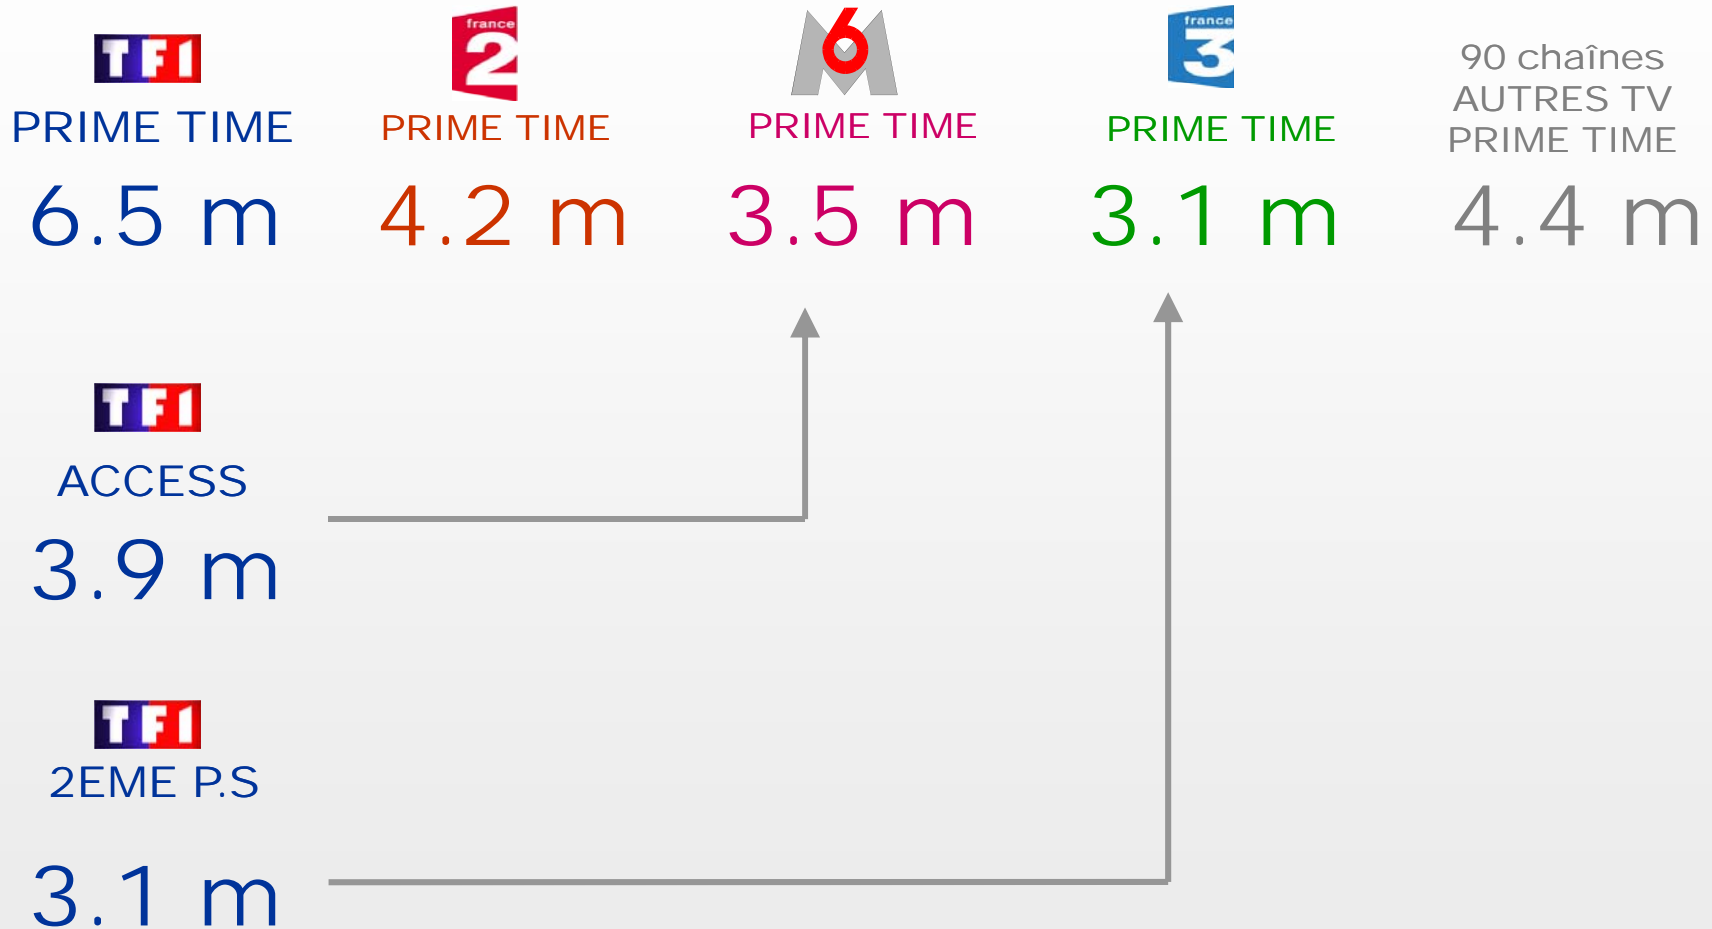 TF1
PRIME TIME
6.5 m
france
2
PRIME TIME
4.2 m
M6
PRIME TIME
3.5 m
france
3
PRIME TIME
3.1 m
90 chaînes
AUTRES TV
PRIME TIME
4.4 m
TF1
ACCESS
3.9 m
TF1
2EME P.S
3.1 m